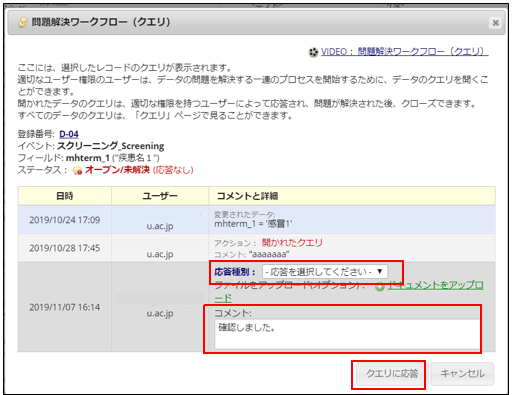 問題解決ワークフロー（クエリ）
VIDEO： 問題解決ワークフロー（クエリ）
ここには、選択したレコードのクエリが表示されます。
適切なユーザー権限のユーザーは、データの問題を解決する一連のプロセスを開始するために、データのクエリを開くこ
とができます。
開かれたデータのクエリは、適切な権限を持つユーザーによって応答され、問題が解決された後、クローズできます。
すべてのデータのクエリは、「クエリ」ページで見ることができます。
登録番号: D-04
イベント: スクリーニング_Screening
フィールド: mhterm_1 ("疾患名１")
ステータス： オープン/未解決 (応答なし)
日時 ユーザー コメントと詳細
変更されたデータ:
2019/10/24 17:09 u.ac.jp mhterm_1 = '感冒1'
アクション： 開かれたクエリ
2019/10/28 17:45 u.ac.jp コメント: "aaaaaaa"
応答種別： - 応答を選択してください -
ファイルをアップロード(オプション)： ドキュメントをアップロ
ード
2019/11/07 16:14 u.ac.jp
コメント:
確認しました。
クエリに応答 キャンセル